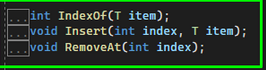 ...int IndexOf(T item);
...void Insert(int index, T item);
...void RemoveAt(int index);